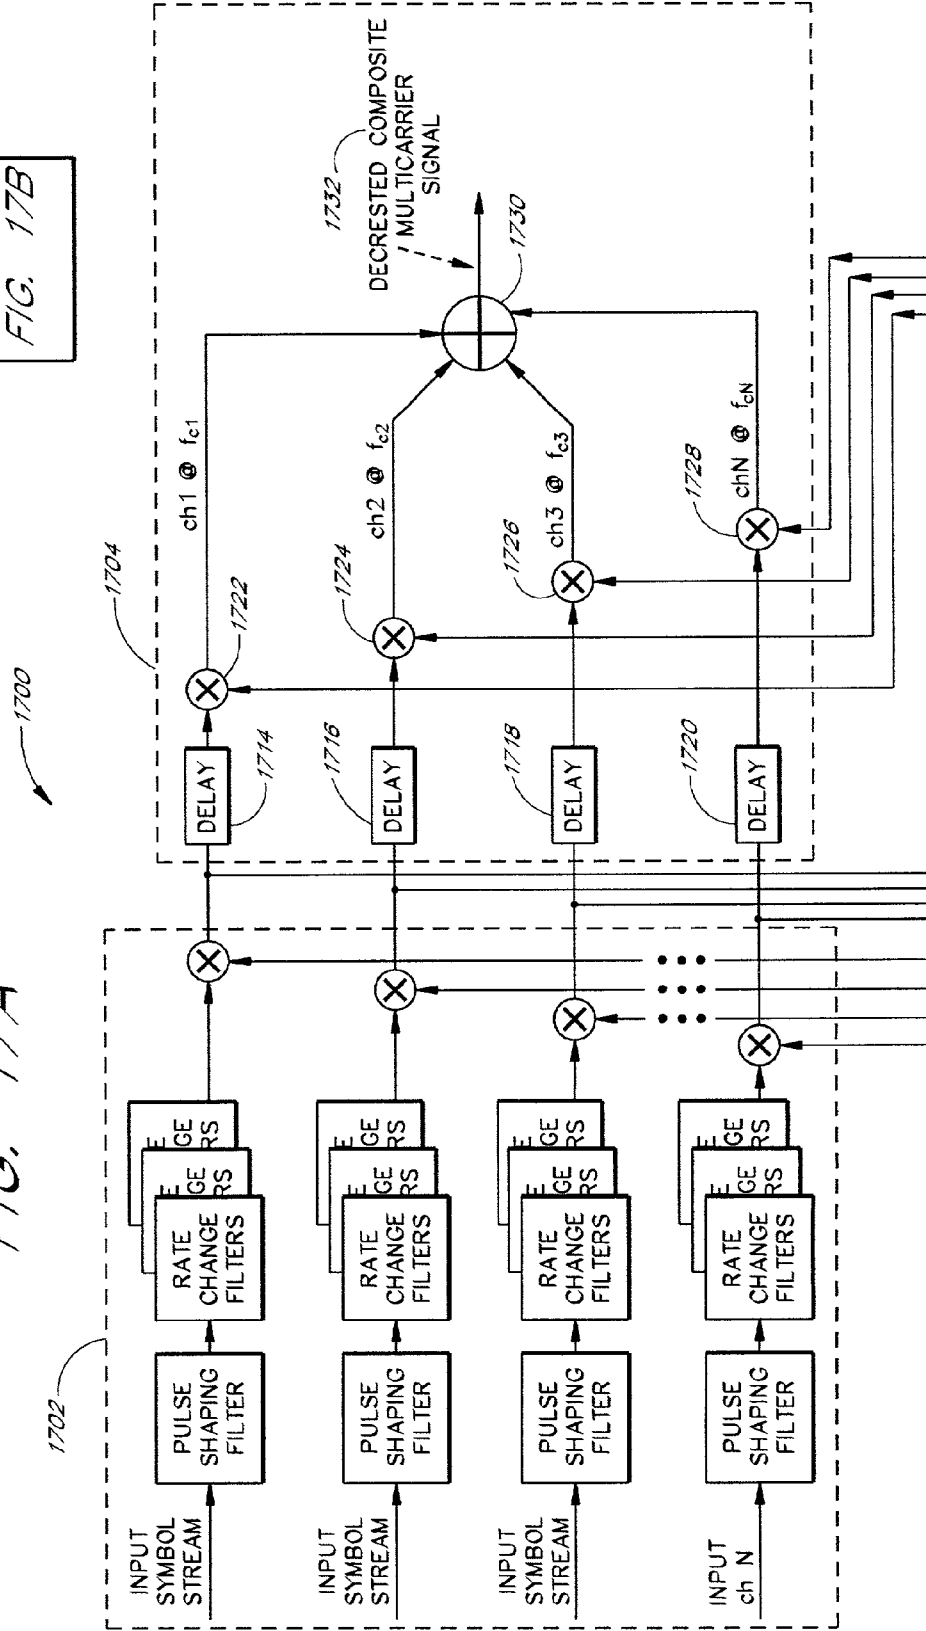 FIG. 17A
FIG. 17B
1700
1702
1704
INPUT
SYMBOL
STREAM
PULSE
SHAPING
FILTER
RATE
CHANGE
FILTERS
DELAY
1714
1722
ch1 @ fc1
INPUT
SYMBOL
STREAM
PULSE
SHAPING
FILTER
RATE
CHANGE
FILTERS
DELAY
1716
1724
ch2 @ fc2
INPUT
SYMBOL
STREAM
PULSE
SHAPING
FILTER
RATE
CHANGE
FILTERS
DELAY
1718
1726
ch3 @ fc3
INPUT
ch N
PULSE
SHAPING
FILTER
RATE
CHANGE
FILTERS
DELAY
1720
1728
chN @ fcN
1730
1732
DECRESTED COMPOSITE
MULTICARRIER
SIGNAL